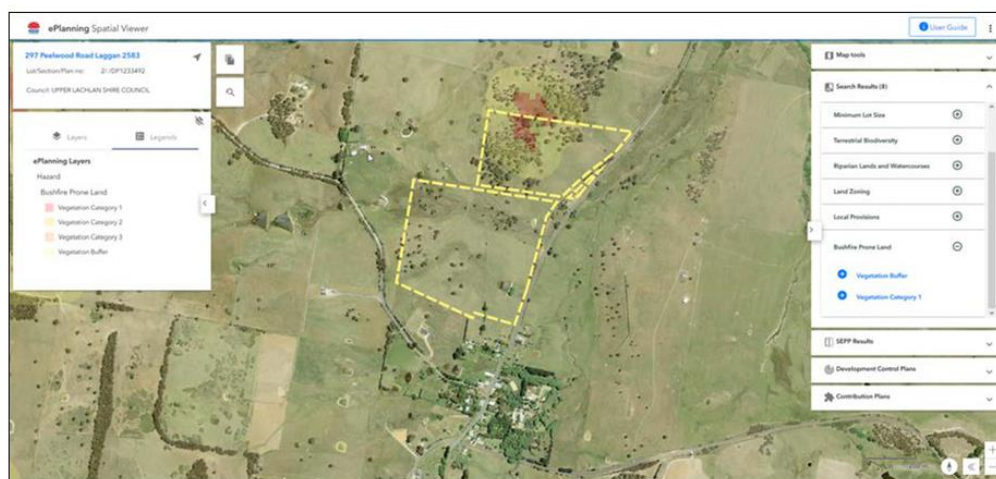 ePlanning Spatial Viewer
User Guide
297 Peelwood Road Laggan 2583
Lot/Section/Plan no: 2/-/DP1233492
Council: UPPER LACHLAN SHIRE COUNCIL
Layers
Legends
ePlanning Layers
Hazard
Bushfire Prone Land
Vegetation Category 1
Vegetation Category 2
Vegetation Category 3
Vegetation Buffer
Map tools
Search Results (8)
Minimum Lot Size
Terrestrial Biodiversity
Riparian Lands and Watercourses
Land Zoning
Local Provisions
Bushfire Prone Land
Vegetation Buffer
Vegetation Category 1
SEPP Results
Development Control Plans
Contribution Plans